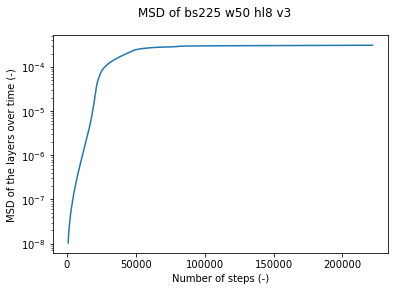 MSD of bs225 w50 hl8 v3
MSD of the layers over time (-)
10⁻⁴
10⁻⁵
10⁻⁶
10⁻⁷
10⁻⁸
0 50000 100000 150000 200000
Number of steps (-)